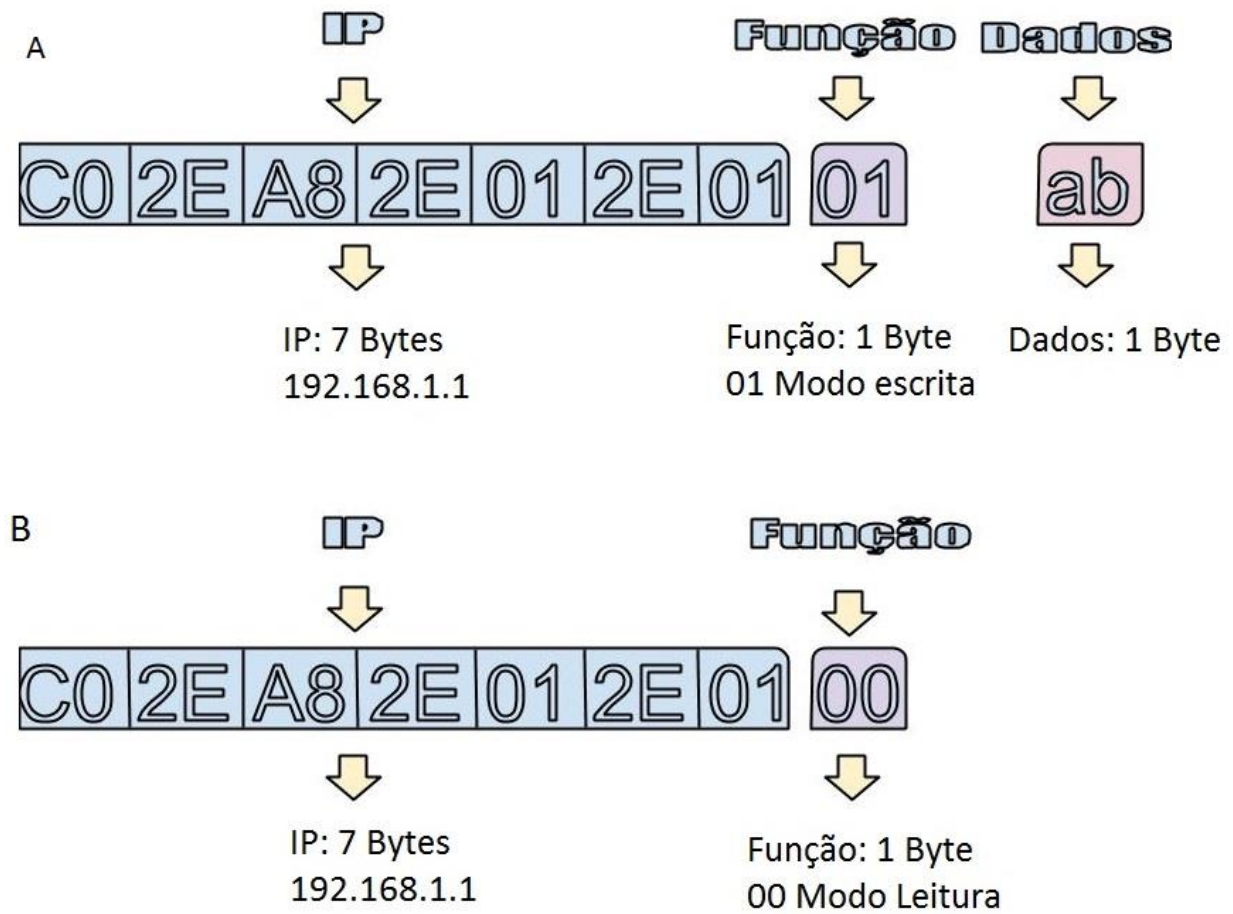 A
IP
Função
Dados
C0 2E A8 2E 01 2E 01 01 ab
IP: 7 Bytes
192.168.1.1
Função: 1 Byte
01 Modo escrita
Dados: 1 Byte
B
IP
Função
C0 2E A8 2E 01 2E 01 00
IP: 7 Bytes
192.168.1.1
Função: 1 Byte
00 Modo Leitura